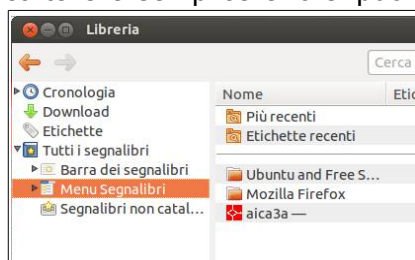 Libreria
Cerca
Cronologia
Download
Etichette
Tutti i segnalibri
Barra dei segnalibri
Menu Segnalibri
Segnalibri non catal...
Nome Etic
Più recenti
Etichette recenti
Ubuntu and Free S...
Mozilla Firefox
aica3a —